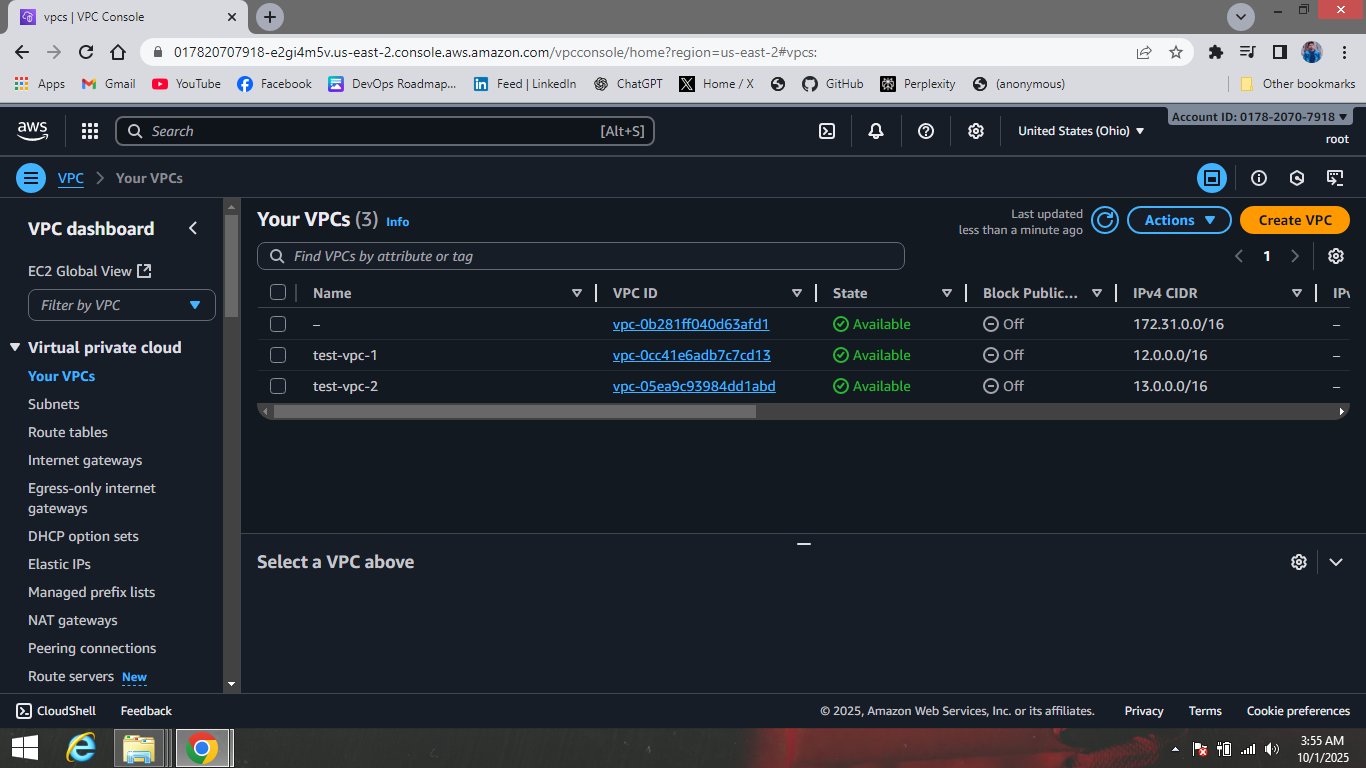 vpcs | VPC Console
017820707918-e2gi4m5v.us-east-2.console.aws.amazon.com/vpcconsole/home?region=us-east-2#vpcs:
Apps Gmail YouTube Facebook DevOps Roadmap... Feed | LinkedIn ChatGPT Home / X GitHub Perplexity (anonymous) Other bookmarks
aws Search [Alt+S] United States (Ohio) Account ID: 0178-2070-7918
root
VPC Your VPCs
VPC dashboard
EC2 Global View
Filter by VPC
Virtual private cloud
Your VPCs
Subnets
Route tables
Internet gateways
Egress-only internet
gateways
DHCP option sets
Elastic IPs
Managed prefix lists
NAT gateways
Peering connections
Route servers New
Your VPCs (3) Info
Last updated
less than a minute ago
Actions
Create VPC
Find VPCs by attribute or tag
1
Name VPC ID State Block Public... IPv4 CIDR IPv
– vpc-0b281ff040d63afd1 Available Off 172.31.0.0/16 –
test-vpc-1 vpc-0cc41e6adb7c7cd13 Available Off 12.0.0.0/16 –
test-vpc-2 vpc-05ea9c93984dd1abd Available Off 13.0.0.0/16 –
Select a VPC above
CloudShell Feedback © 2025, Amazon Web Services, Inc. or its affiliates. Privacy Terms Cookie preferences
3:55 AM
10/1/2025